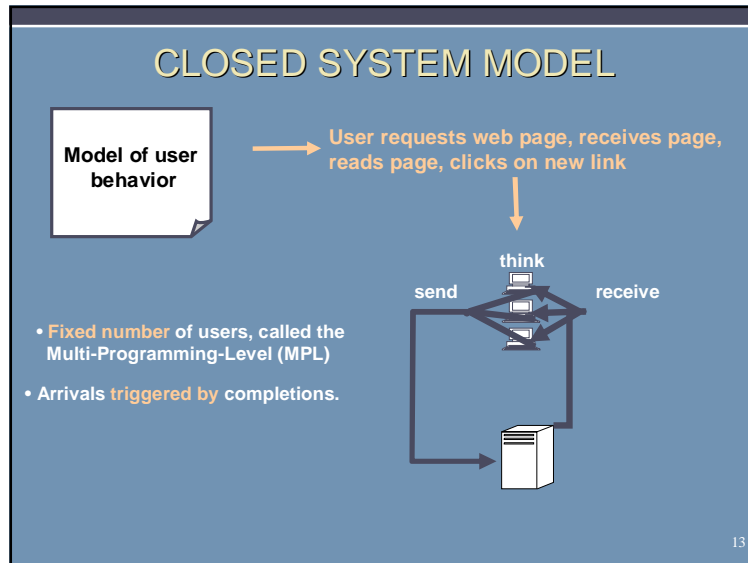 CLOSED SYSTEM MODEL
Model of user
behavior
User requests web page, receives page,
reads page, clicks on new link
think
send
receive
• Fixed number of users, called the
Multi-Programming-Level (MPL)
• Arrivals triggered by completions.
13